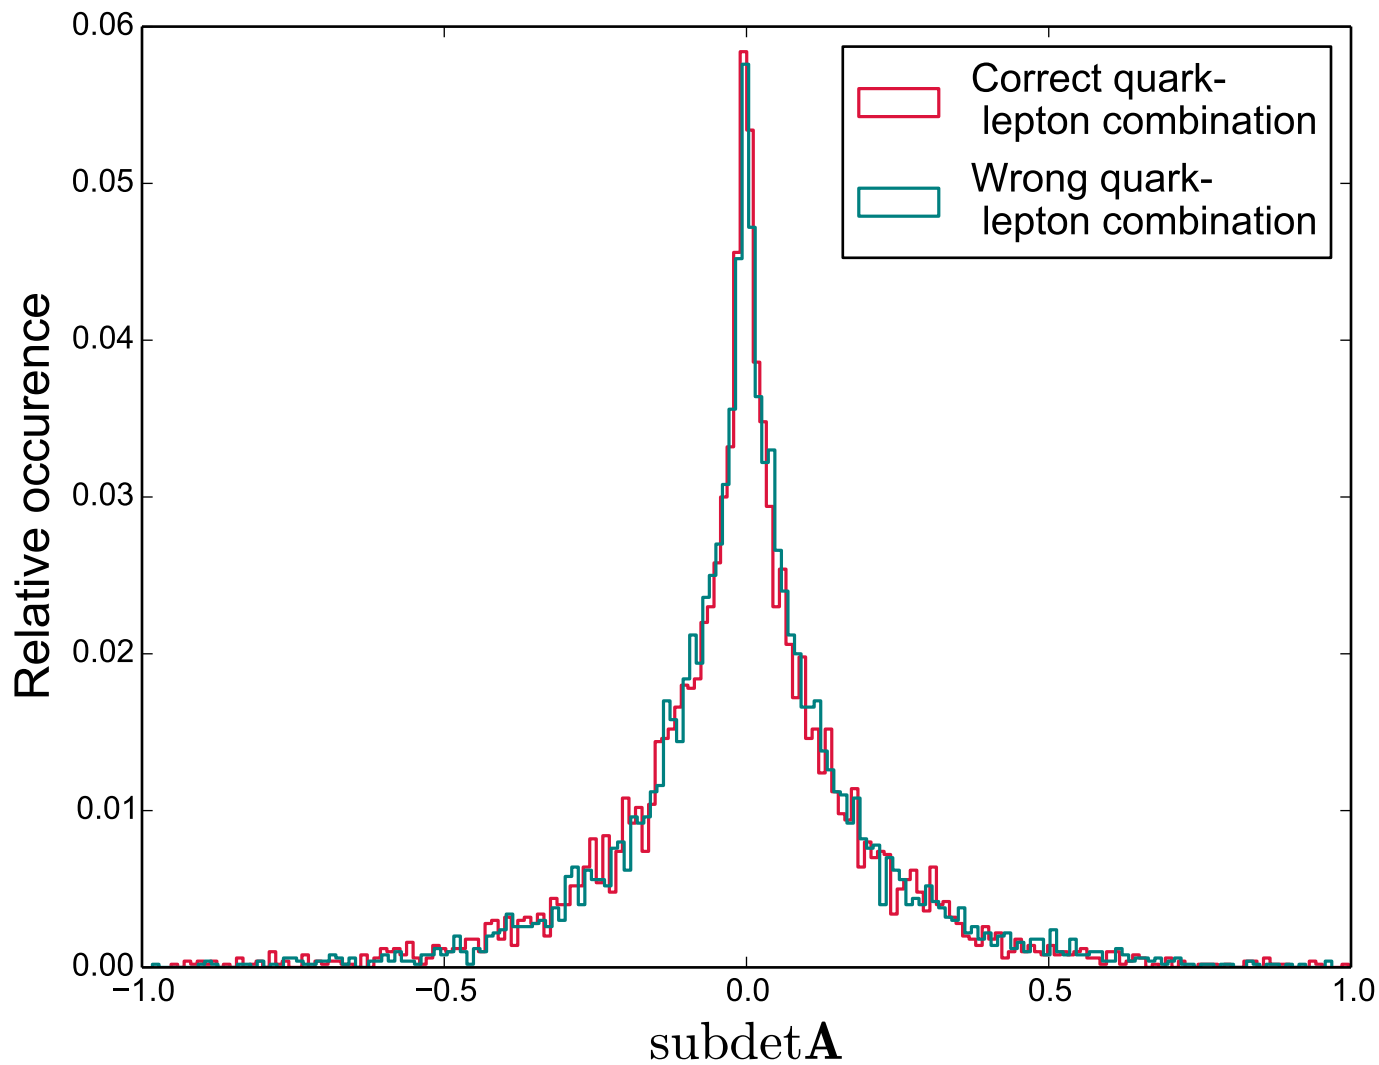 0.06
0.05
0.04
0.03
0.02
0.01
0.00
Relative occurence
Correct quark-
lepton combination
Wrong quark-
lepton combination
−1.0 −0.5 0.0 0.5 1.0
subdetA